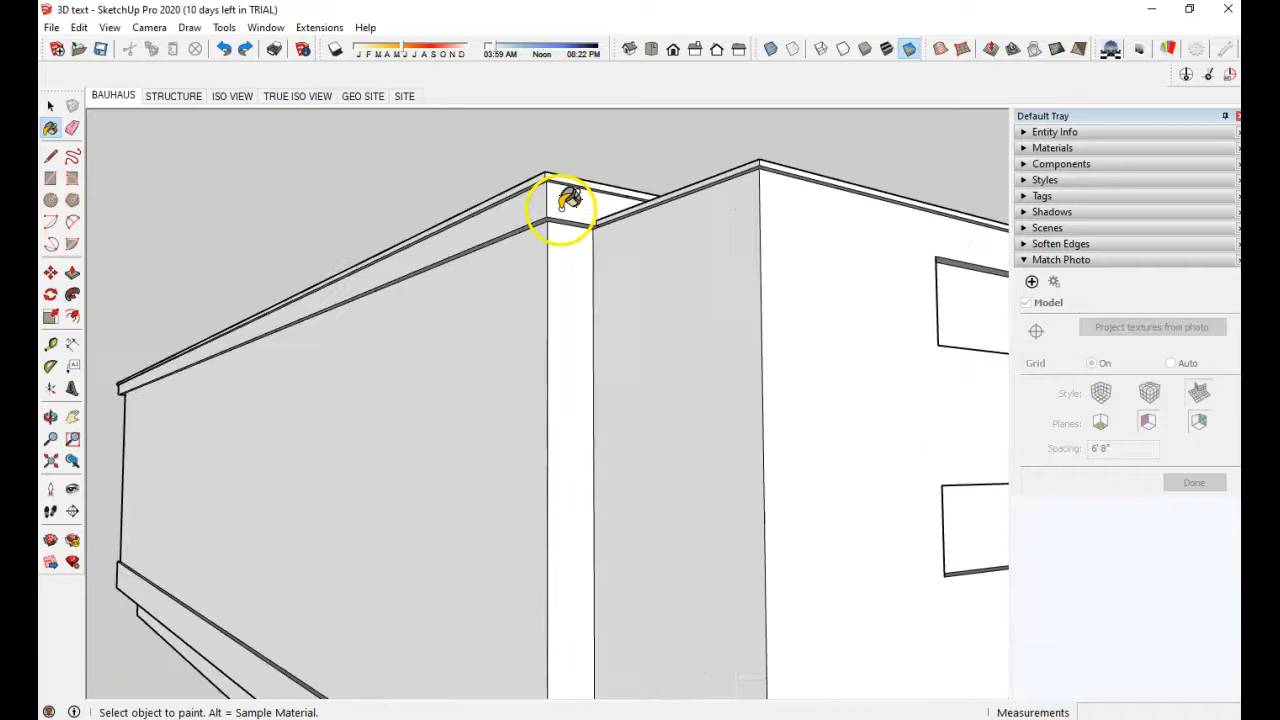 3D text - SketchUp Pro 2020 (10 days left in TRIAL)
File Edit View Camera Draw Tools Window Extensions Help
J F M A M J J A S O N D 03:59 AM Noon 08:22 PM
BAUHAUS STRUCTURE ISO VIEW TRUE ISO VIEW GEO SITE SITE
Default Tray
Entity Info
Materials
Components
Styles
Tags
Shadows
Scenes
Soften Edges
Match Photo
Model
Project textures from photo
Grid On Auto
Style:
Planes:
Spacing: 6' 8"
Done
Select object to paint. Alt = Sample Material. Measurements